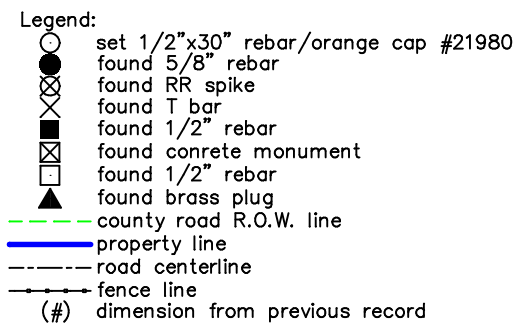 Legend:
set 1/2"x30" rebar/orange cap #21980
found 5/8" rebar
found RR spike
found T bar
found 1/2" rebar
found conrete monument
found 1/2" rebar
found brass plug
county road R.O.W. line
property line
road centerline
fence line
(#) dimension from previous record